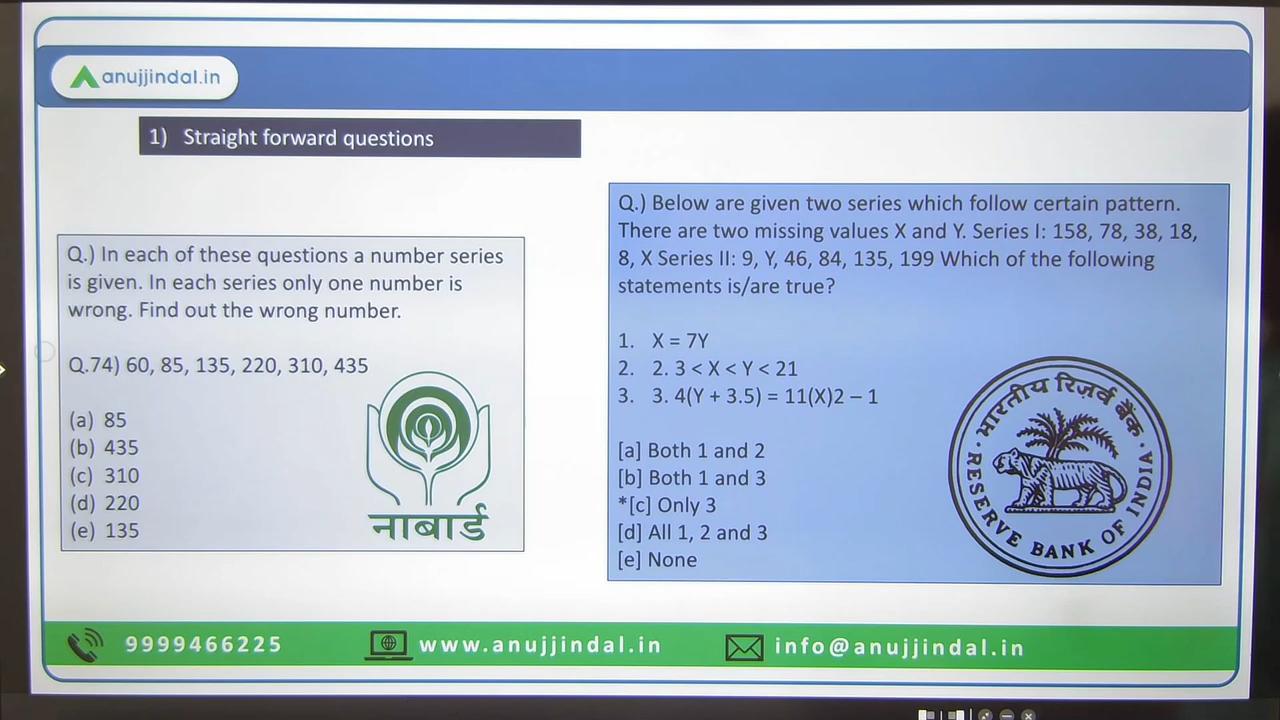 anujjindal.in
1) Straight forward questions
Q.) In each of these questions a number series
is given. In each series only one number is
wrong. Find out the wrong number.
Q.74) 60, 85, 135, 220, 310, 435
(a) 85
(b) 435
(c) 310
(d) 220
(e) 135
नाबार्ड
Q.) Below are given two series which follow certain pattern.
There are two missing values X and Y. Series I: 158, 78, 38, 18,
8, X Series II: 9, Y, 46, 84, 135, 199 Which of the following
statements is/are true?
1. X = 7Y
2. 2. 3 < X < Y < 21
3. 3. 4(Y + 3.5) = 11(X)2 – 1
[a] Both 1 and 2
[b] Both 1 and 3
*[c] Only 3
[d] All 1, 2 and 3
[e] None
भारतीय रिज़र्व बैंक
RESERVE BANK OF INDIA
9999466225
www.anujjindal.in
info@anujjindal.in